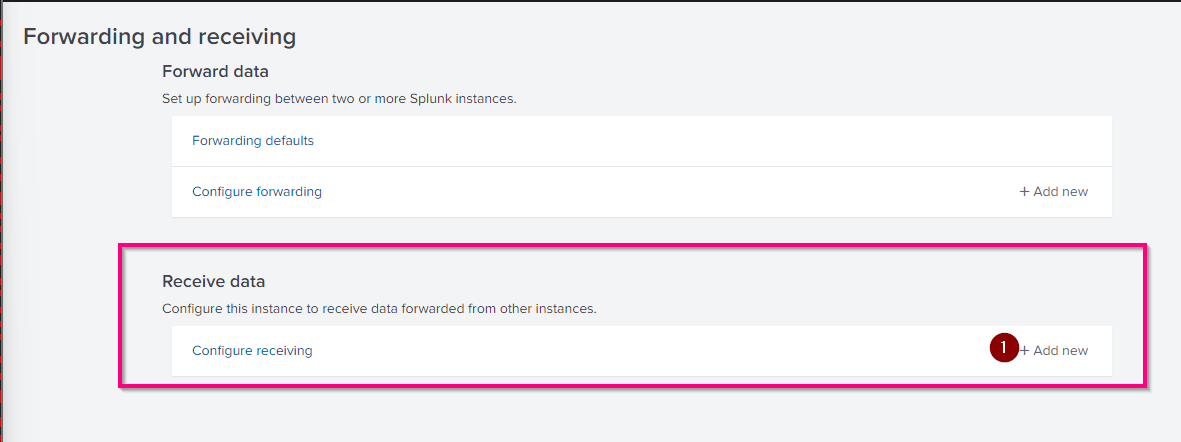 Forwarding and receiving
Forward data
Set up forwarding between two or more Splunk instances.
Forwarding defaults
Configure forwarding + Add new
Receive data
Configure this instance to receive data forwarded from other instances.
Configure receiving 1 + Add new